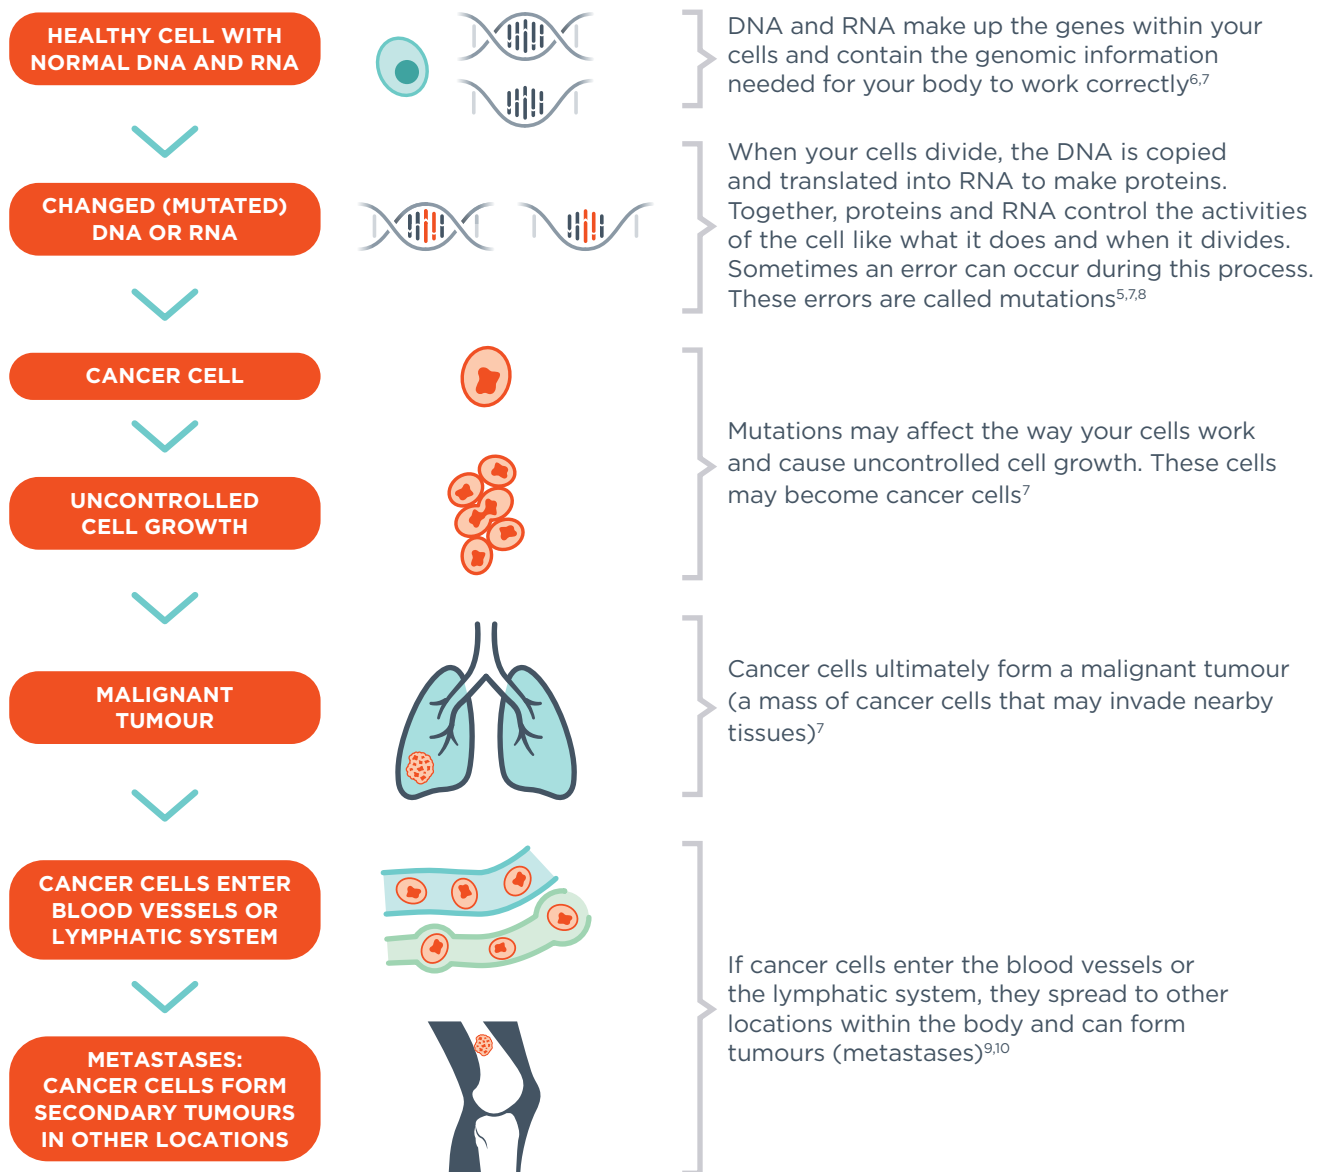 HEALTHY CELL WITH
NORMAL DNA AND RNA
DNA and RNA make up the genes within your
cells and contain the genomic information
needed for your body to work correctly6,7
CHANGED (MUTATED)
DNA OR RNA
When your cells divide, the DNA is copied
and translated into RNA to make proteins.
Together, proteins and RNA control the activities
of the cell like what it does and when it divides.
Sometimes an error can occur during this process.
These errors are called mutations5,7,8
CANCER CELL
UNCONTROLLED
CELL GROWTH
Mutations may affect the way your cells work
and cause uncontrolled cell growth. These cells
may become cancer cells7
MALIGNANT
TUMOUR
Cancer cells ultimately form a malignant tumour
(a mass of cancer cells that may invade nearby
tissues)7
CANCER CELLS ENTER
BLOOD VESSELS OR
LYMPHATIC SYSTEM
METASTASES:
CANCER CELLS FORM
SECONDARY TUMOURS
IN OTHER LOCATIONS
If cancer cells enter the blood vessels or
the lymphatic system, they spread to other
locations within the body and can form
tumours (metastases)9,10